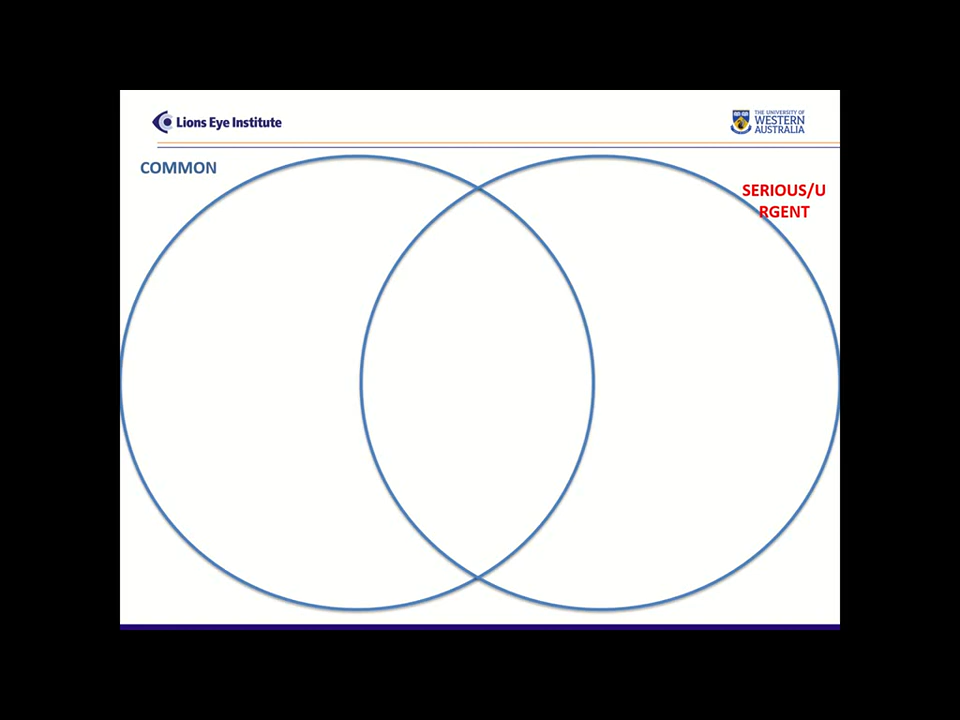 Lions Eye Institute
THE UNIVERSITY OF
WESTERN
AUSTRALIA
COMMON
SERIOUS/U
RGENT